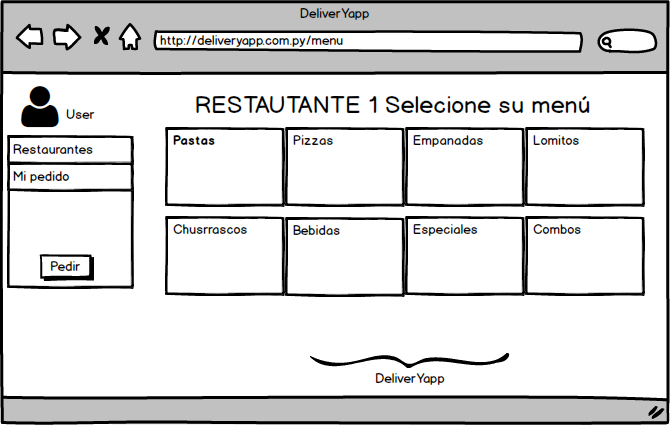 DeliverYapp
http://deliveryapp.com.py/menu
User
RESTAUTANTE 1 Selecione su menú
Restaurantes
Mi pedido
Pedir
Pastas
Pizzas
Empanadas
Lomitos
Chusrrascos
Bebidas
Especiales
Combos
DeliverYapp